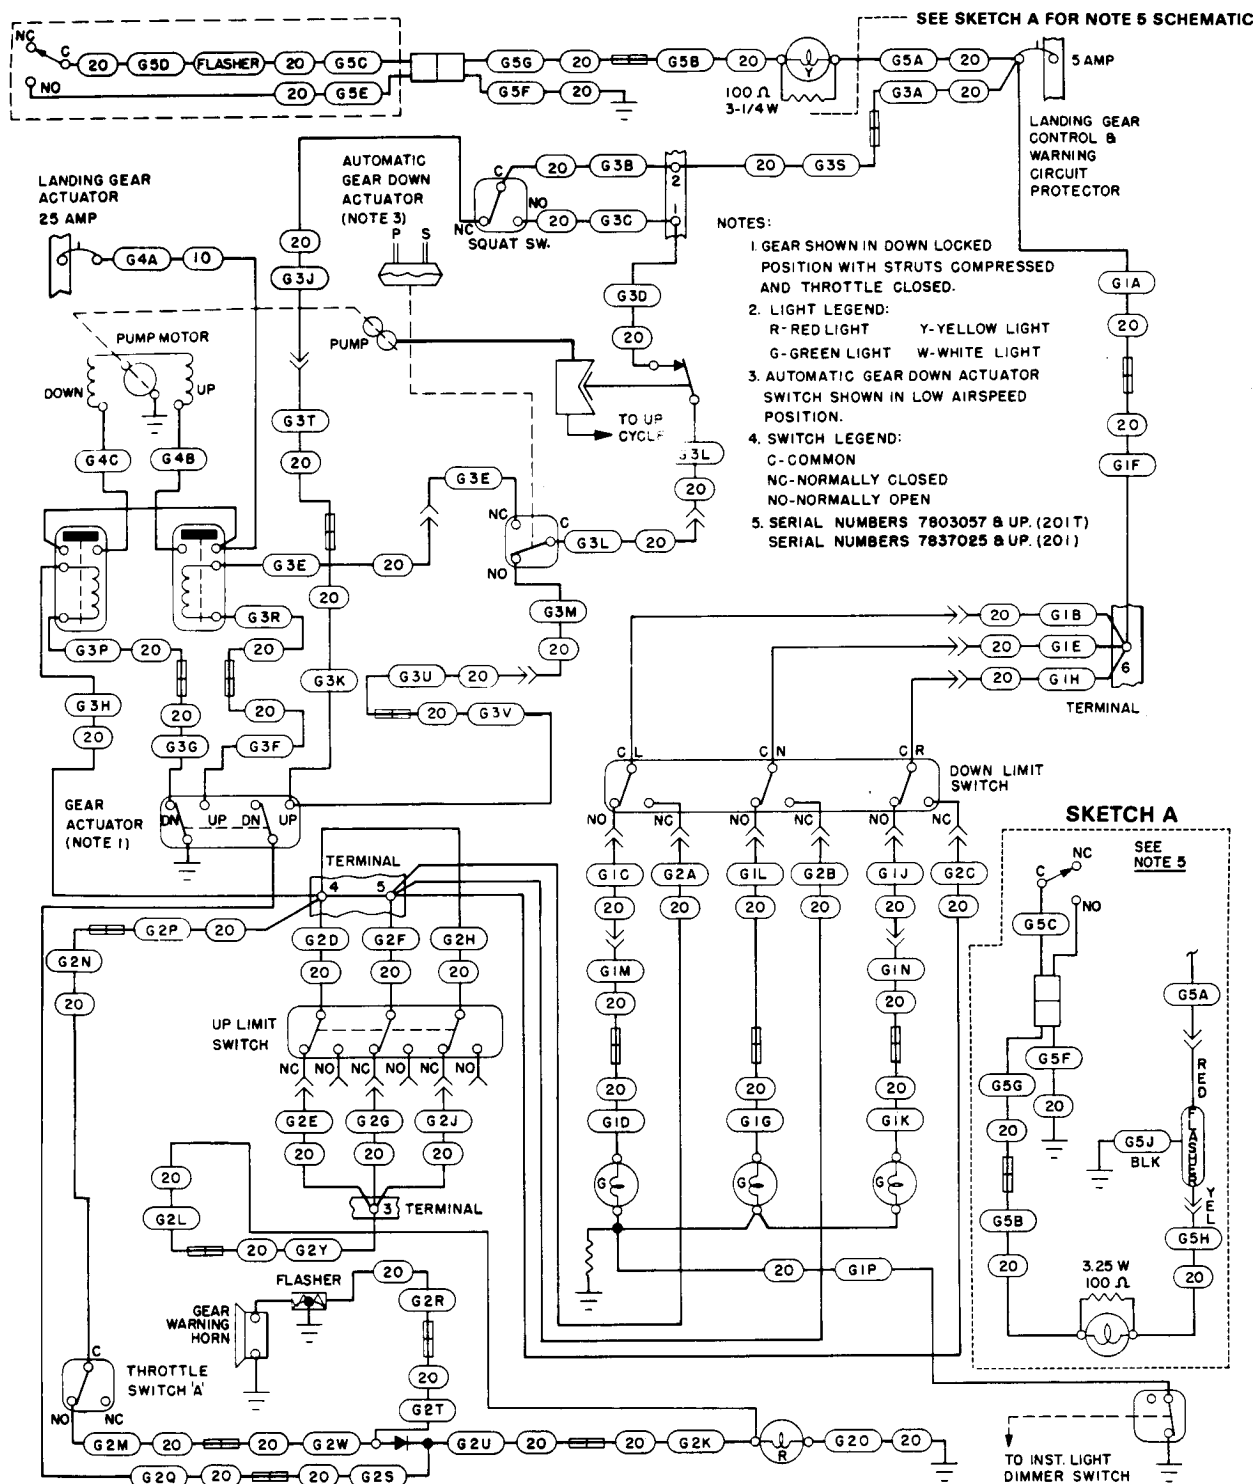 SEE SKETCH A FOR NOTE 5 SCHEMATIC
NC
C
20
G5D
FLASHER
20
G5C
G5G
20
G5B
20
Y
G5A
20
5 AMP
NO
20
G5E
G5F
20
100 Ω
3-1/4 W
G3A
20
LANDING GEAR
CONTROL &
WARNING
CIRCUIT
PROTECTOR
LANDING GEAR
ACTUATOR
25 AMP
AUTOMATIC
GEAR DOWN
ACTUATOR
(NOTE 3)
P S
C
20
G3B
2
20
G3S
NO
20
G3C
1
NC
SQUAT SW.
G4A
10
20
G3J
NOTES:
1. GEAR SHOWN IN DOWN LOCKED
POSITION WITH STRUTS COMPRESSED
AND THROTTLE CLOSED.
2. LIGHT LEGEND:
R-RED LIGHT Y-YELLOW LIGHT
G-GREEN LIGHT W-WHITE LIGHT
3. AUTOMATIC GEAR DOWN ACTUATOR
SWITCH SHOWN IN LOW AIRSPEED
POSITION.
4. SWITCH LEGEND:
C-COMMON
NC-NORMALLY CLOSED
NO-NORMALLY OPEN
5. SERIAL NUMBERS 7803057 & UP. (201T)
SERIAL NUMBERS 7837025 & UP. (201)
G3D
20
G1A
20
20
G1F
PUMP MOTOR
PUMP
DOWN
UP
TO UP
CYCLE
G3L
20
G3T
20
G4C
G4B
G3E
NC
C
G3L
20
NO
G3E
20
20
G3R
G3M
20
G3P
20
20
G3K
G3U
20
20
G3V
20
G1B
20
G1E
20
G1H
6
TERMINAL
G3H
20
20
G3G
20
G3F
GEAR
ACTUATOR
(NOTE 1)
DN
UP
DN
UP
C L
C N
C R
DOWN LIMIT
SWITCH
NO
NC
NO
NC
NO
NC
G1C
G2A
G1L
G2B
G1J
G2C
20
20
20
20
20
20
TERMINAL
4
5
G2P
20
G2N
20
G2D
G2F
G2H
20
20
20
UP LIMIT
SWITCH
NC
NO
NC
NO
NC
NO
G2E
G2G
G2J
20
20
20
3
TERMINAL
20
G2L
20
G2Y
G1M
G1N
20
20
20
20
20
G1D
G1G
G1K
G
G
G
20
G1P
SKETCH A
SEE
NOTE 5
NC
C
NO
G5C
G5A
G5F
20
G5G
20
RED
FLASHER
G5J
BLK
YEL
G5B
20
G5H
20
3.25 W
100 Ω
FLASHER
20
G2R
GEAR
WARNING
HORN
20
G2T
C
THROTTLE
SWITCH 'A'
NO
NC
G2M
20
20
G2W
G2U
20
20
G2K
R
G2O
20
G2Q
20
20
G2S
TO INST. LIGHT
DIMMER SWITCH